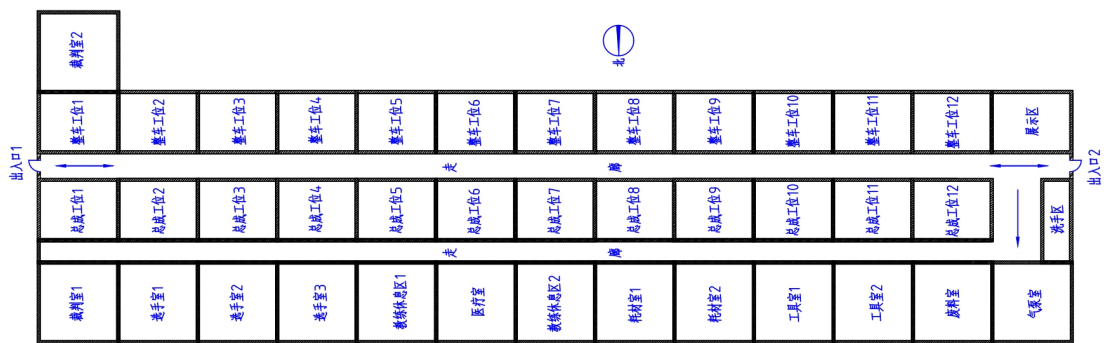 裁判室2
北
整车工位1
整车工位2
整车工位3
整车工位4
整车工位5
整车工位6
整车工位7
整车工位8
整车工位9
整车工位10
整车工位11
整车工位12
展示区
出入口1
走
廊
出入口2
总成工位1
总成工位2
总成工位3
总成工位4
总成工位5
总成工位6
总成工位7
总成工位8
总成工位9
总成工位10
总成工位11
总成工位12
洗手区
走
廊
裁判室1
选手室1
选手室2
选手室3
教练休息区1
医疗室
教练休息区2
耗材室1
耗材室2
工具室1
工具室2
废料室
气泵室